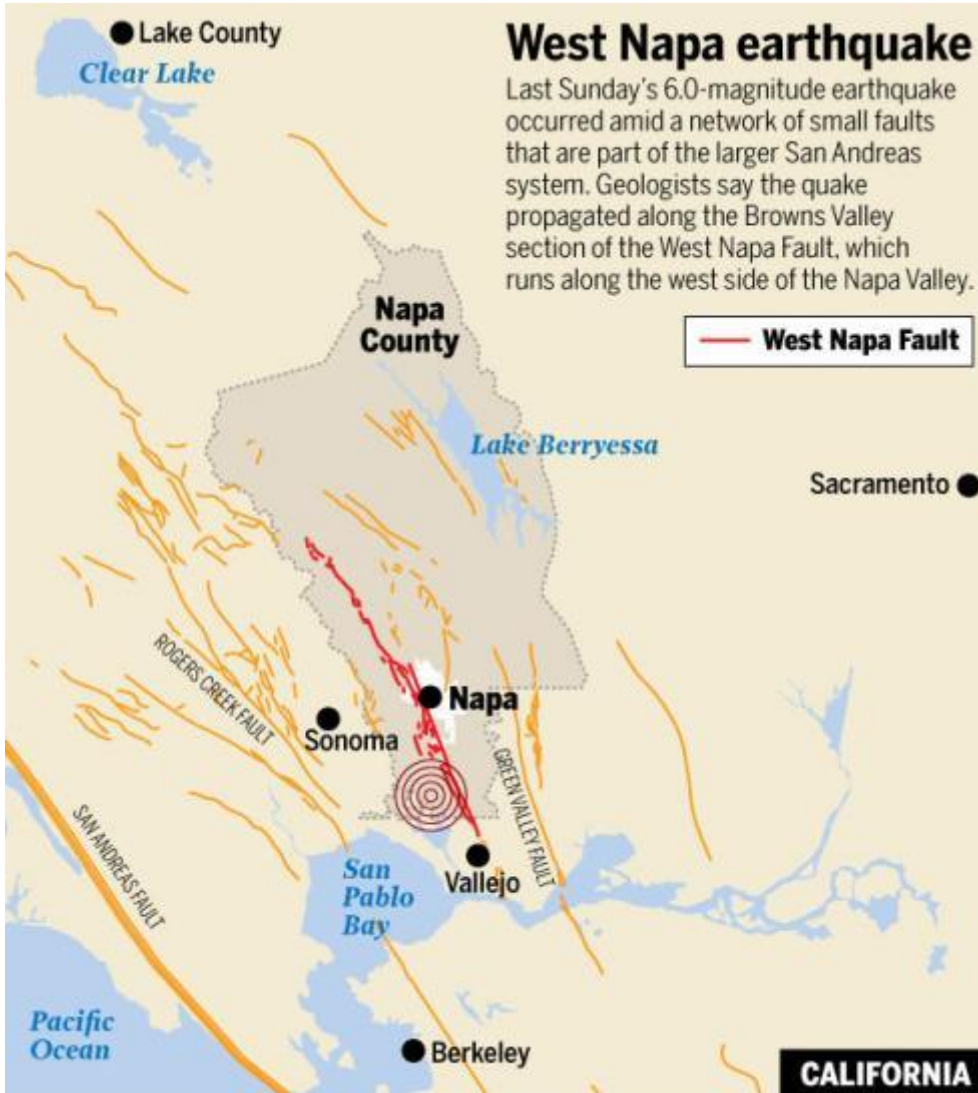 West Napa earthquake
Last Sunday's 6.0-magnitude earthquake
occurred amid a network of small faults
that are part of the larger San Andreas
system. Geologists say the quake
propagated along the Browns Valley
section of the West Napa Fault, which
runs along the west side of the Napa Valley.
West Napa Fault
Lake County
Clear Lake
Napa
County
Lake Berryessa
Sacramento
ROGERS CREEK FAULT
Napa
Sonoma
GREEN VALLEY FAULT
SAN ANDREAS FAULT
Vallejo
San
Pablo
Bay
Pacific
Ocean
Berkeley
CALIFORNIA